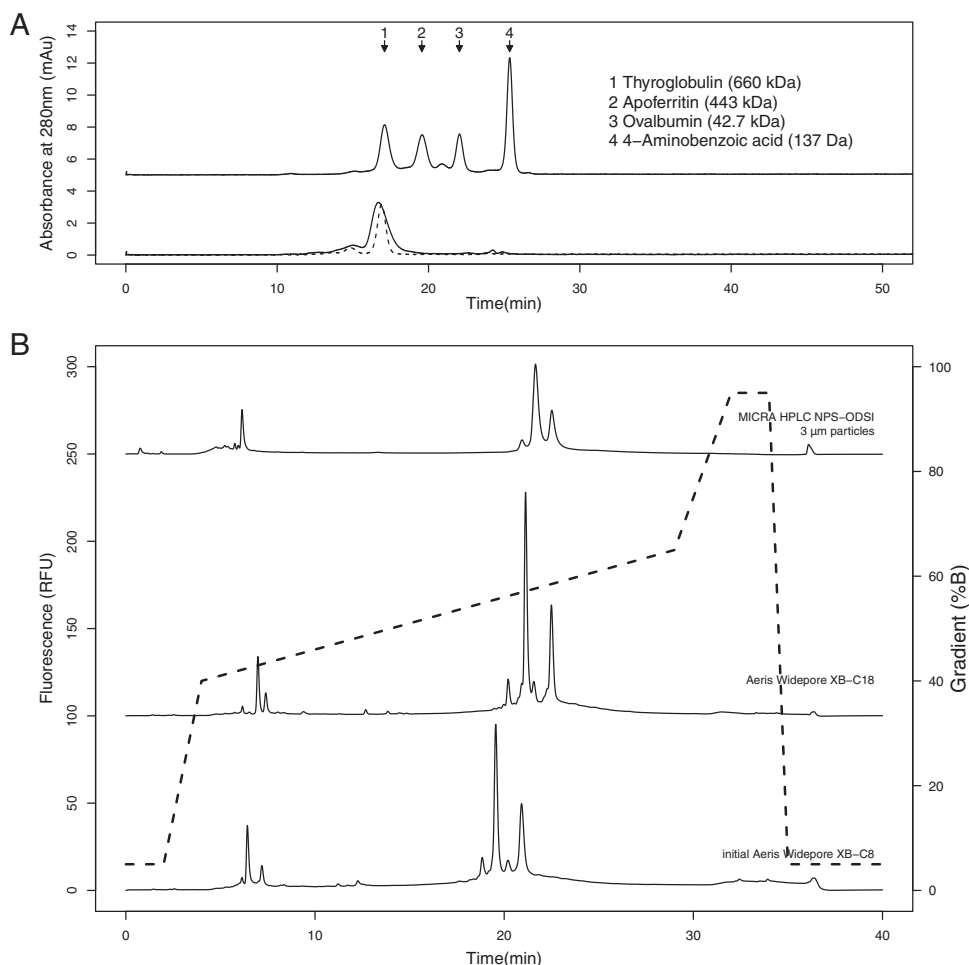 A
1 2 3 4
1 Thyroglobulin (660 kDa)
2 Apoferritin (443 kDa)
3 Ovalbumin (42.7 kDa)
4 4−Aminobenzoic acid (137 Da)
Absorbance at 280nm (mAu)
14
12
10
8
6
4
2
0
0 10 20 30 40 50
Time(min)
B
Fluorescence (RFU)
300
250
200
150
100
50
0
MICRA HPLC NPS−ODSI
3 µm particles
Aeris Widepore XB−C18
initial Aeris Widepore XB−C8
100
80
60
40
20
0
Gradient (%B)
0 10 20 30 40
Time(min)